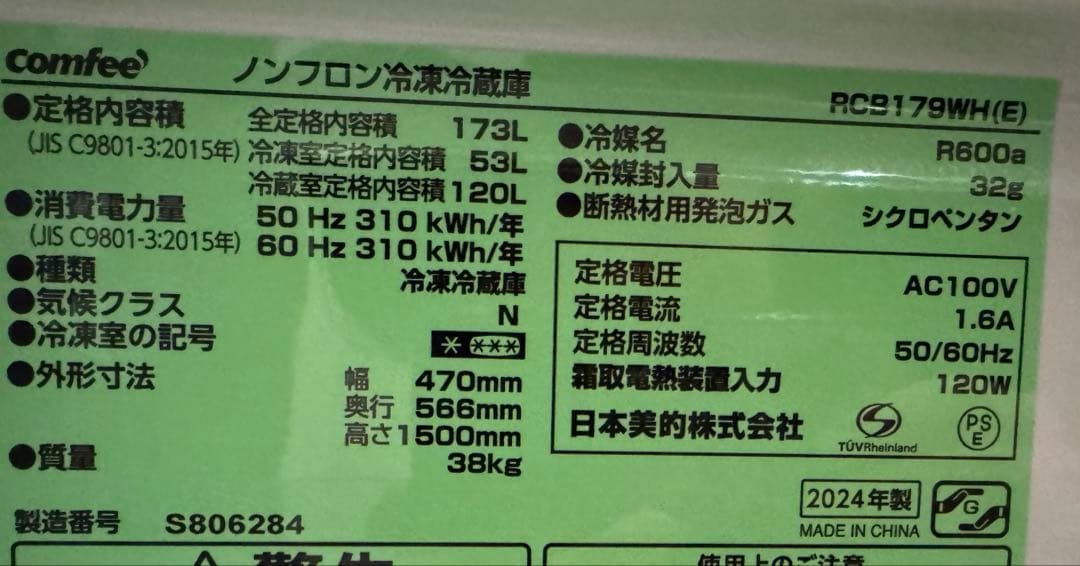 comfee
ノンフロン冷凍冷蔵庫
RCB179WH(E)
●定格内容積
(JIS C9801-3:2015年)
全定格内容積 173L
冷凍室定格内容積 53L
冷蔵室定格内容積 120L
●消費電力量
(JIS C9801-3:2015年)
50 Hz 310 kWh/年
60 Hz 310 kWh/年
●種類 冷凍冷蔵庫
●気候クラス N
●冷凍室の記号 * ***
●外形寸法
幅 470mm
奥行 566mm
高さ1500mm
●質量 38kg
製造番号 S806284
●冷媒名 R600a
●冷媒封入量 32g
●断熱材用発泡ガス シクロペンタン
定格電圧 AC100V
定格電流 1.6A
定格周波数 50/60Hz
霜取電熱装置入力 120W
日本美的株式会社
TÜVRheinland
PS
E
2024年製
MADE IN CHINA
G
使用上のご注意